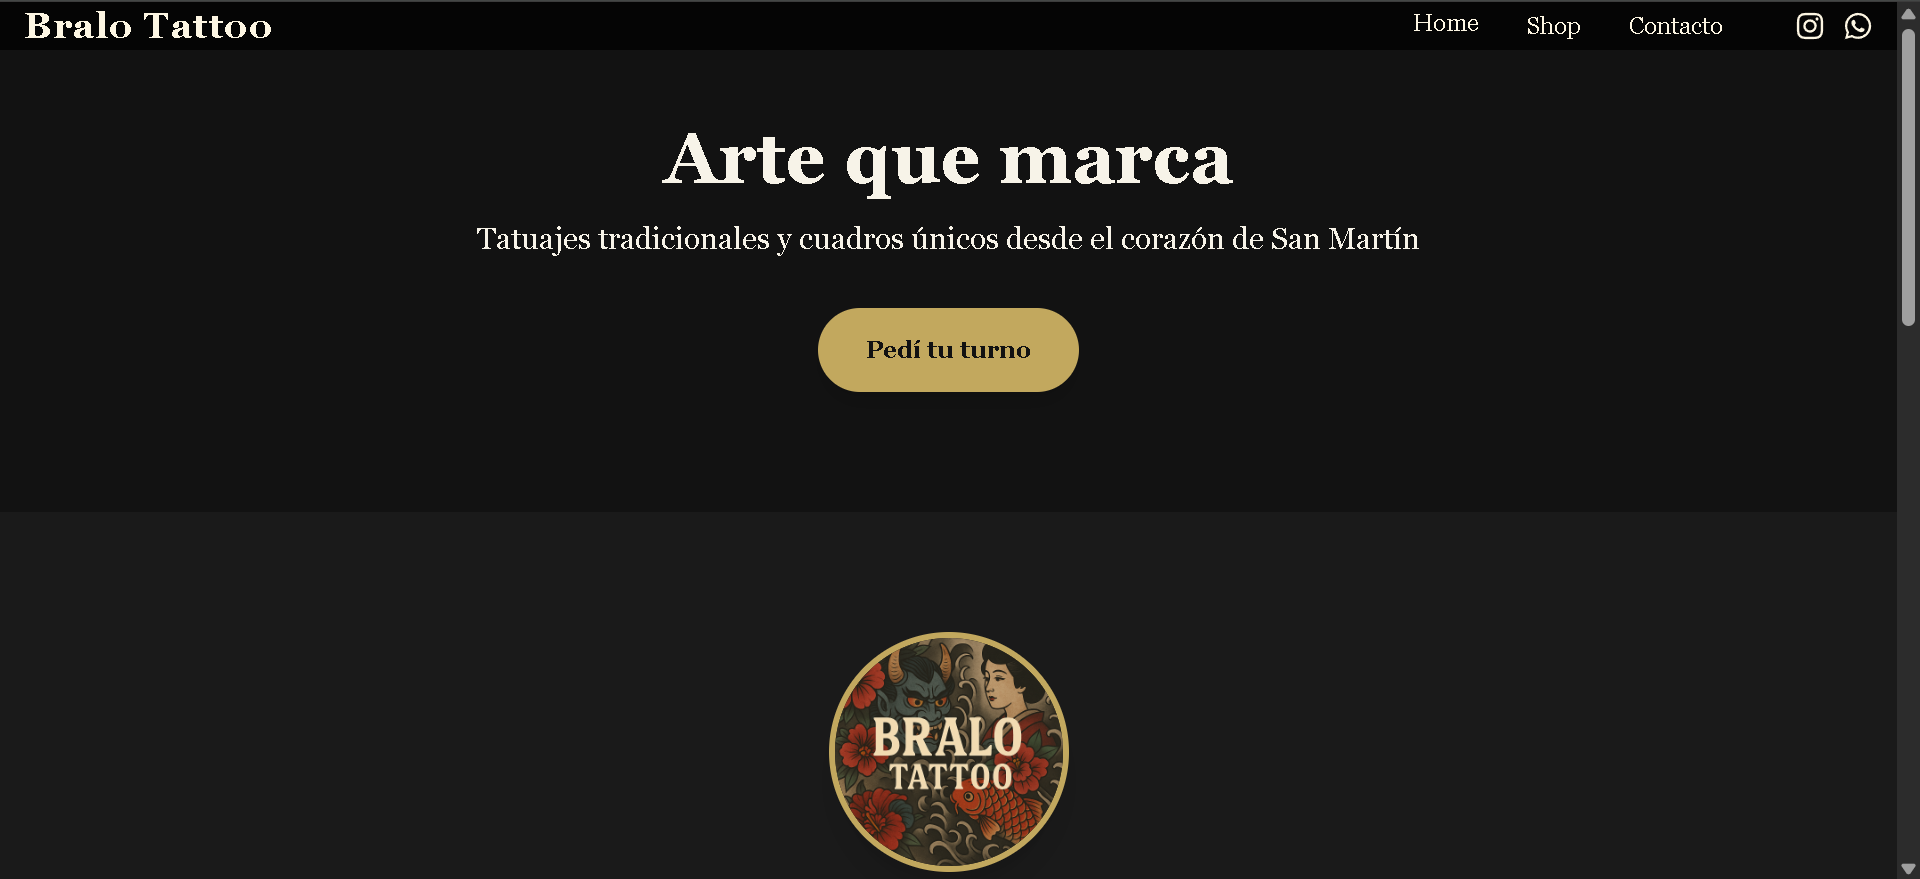 Bralo Tattoo
Home Shop Contacto
Arte que marca
Tatuajes tradicionales y cuadros únicos desde el corazón de San Martín
Pedí tu turno
BRALO
TATTOO